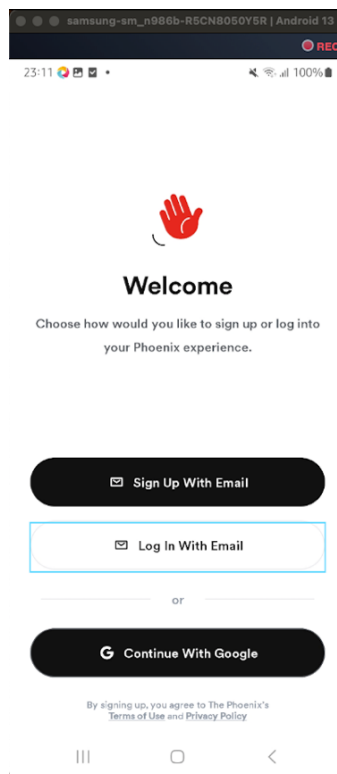 samsung-sm_n986b-R5CN8050Y5R | Android 13
REC
23:11 100%
Welcome
Choose how would you like to sign up or log into
your Phoenix experience.
Sign Up With Email
Log In With Email
or
G Continue With Google
By signing up, you agree to The Phoenix's
Terms of Use and Privacy Policy